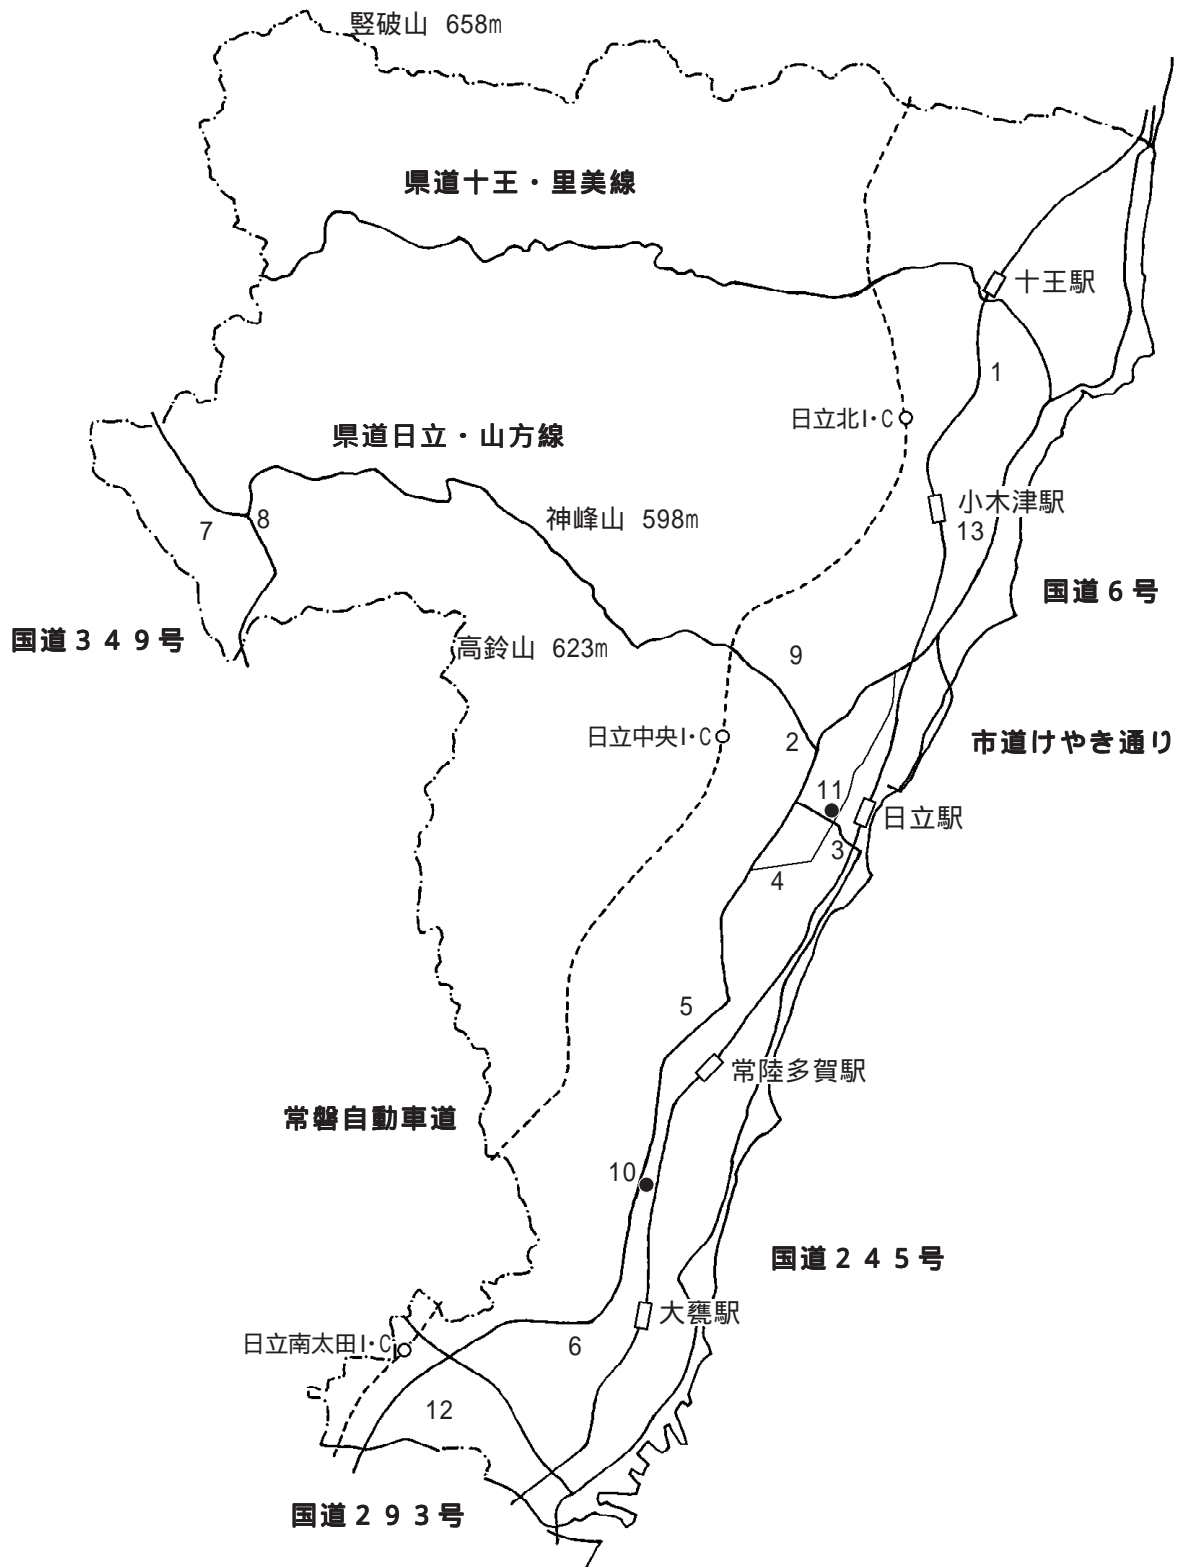 竪破山 658m
県道十王・里美線
十王駅
1
日立北I・C
県道日立・山方線
小木津駅
神峰山 598m
7
8
13
国道6号
国道349号
高鈴山 623m
9
日立中央I・C
2
市道けやき通り
11
日立駅
3
4
5
常陸多賀駅
常磐自動車道
10
国道245号
大甕駅
日立南太田I・C
6
12
国道293号